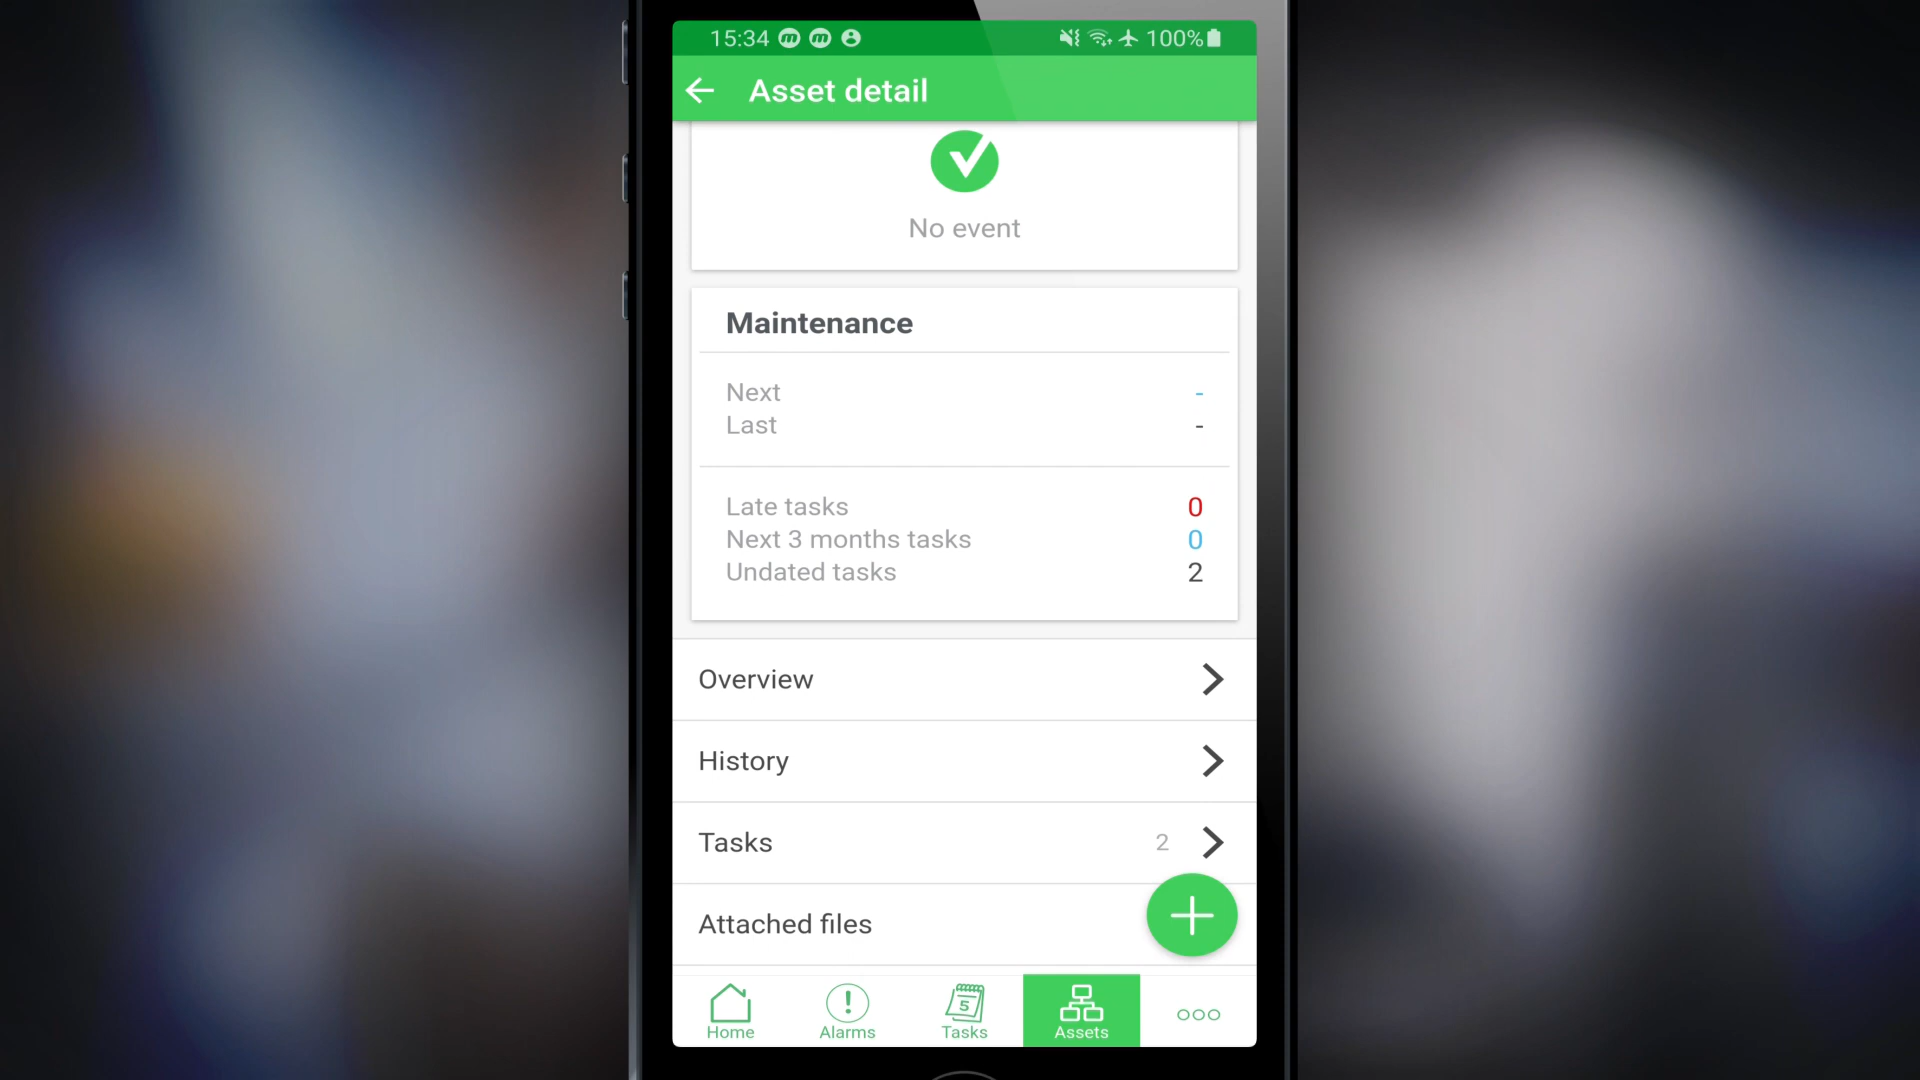 15:34 100%
Asset detail
No event
Maintenance
Next -
Last -
Late tasks 0
Next 3 months tasks 0
Undated tasks 2
Overview
History
Tasks 2
Attached files
5
Home Alarms Tasks Assets